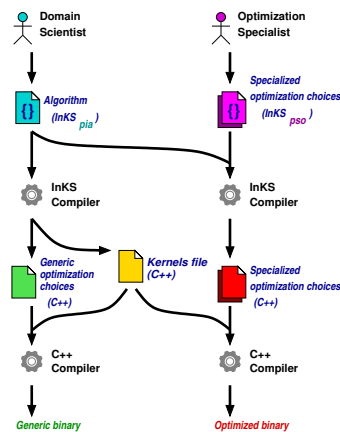 Domain
Scientist
Optimization
Specialist
{}
Algorithm
(InKS pia )
{}
Specialized
optimization choices
(InKS pso )
InKS
Compiler
InKS
Compiler
Generic
optimization
choices
(C++)
Kernels file
(C++)
Specialized
optimization choices
(C++)
C++
Compiler
C++
Compiler
Generic binary
Optimized binary